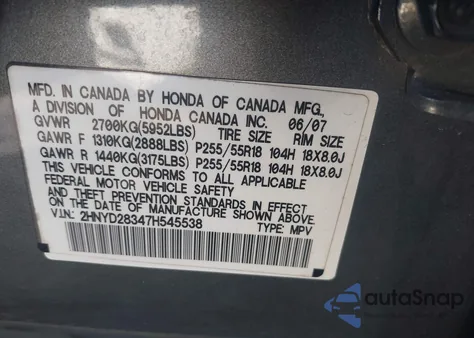 MFD. IN CANADA BY HONDA OF CANADA MFG.,
A DIVISION OF HONDA CANADA INC. 06/07
GVWR 2700KG(5952LBS) TIRE SIZE RIM SIZE
GAWR F 1310KG(2888LBS) P255/55R18 104H 18X8.0J
GAWR R 1440KG(3175LBS) P255/55R18 104H 18X8.0J
THIS VEHICLE CONFORMS TO ALL APPLICABLE
FEDERAL MOTOR VEHICLE SAFETY
AND THEFT PREVENTION STANDARDS IN EFFECT
ON THE DATE OF MANUFACTURE SHOWN ABOVE.
V.I.N: 2HNYD28347H545538 TYPE: MPV
autoSnap